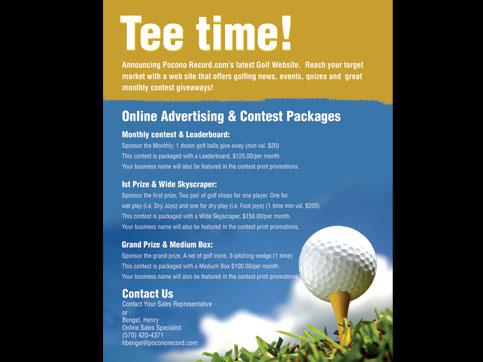 Tee time!
Announcing Pocono Record.com's latest Golf Website. Reach your target
market with a web site that offers golfing news, events, quizes and great
monthly contest giveaways!
Online Advertising & Contest Packages
Monthly contest & Leaderboard:
Sponsor the Monthly; 1 dozen golf balls give away (min val. $20)
This contest is packaged with a Leaderboard, $125.00/per month.
Your business name will also be featured in the contest print promotions.
Ist Prize & Wide Skyscraper:
Sponsor the first prize, Two pair of golf shoes for one player. One for
wet play (i.e. Dry Joys) and one for dry play (i.e. Foot joys) (1 time min val. $200)
This contest is packaged with a Wide Skyscraper, $150.00/per month.
Your business name will also be featured in the contest print promotions.
Grand Prize & Medium Box:
Sponsor the grand prize, A set of golf irons, 3-pitching wedge (1 time)
This contest is packaged with a Medium Box $100.00/per month.
Your business name will also be featured in the contest print promotions.
Contact Us
Contact Your Sales Representative
or
Bengel, Henry
Online Sales Specialist
(570) 420-4371
hbengel@poconorecord.com